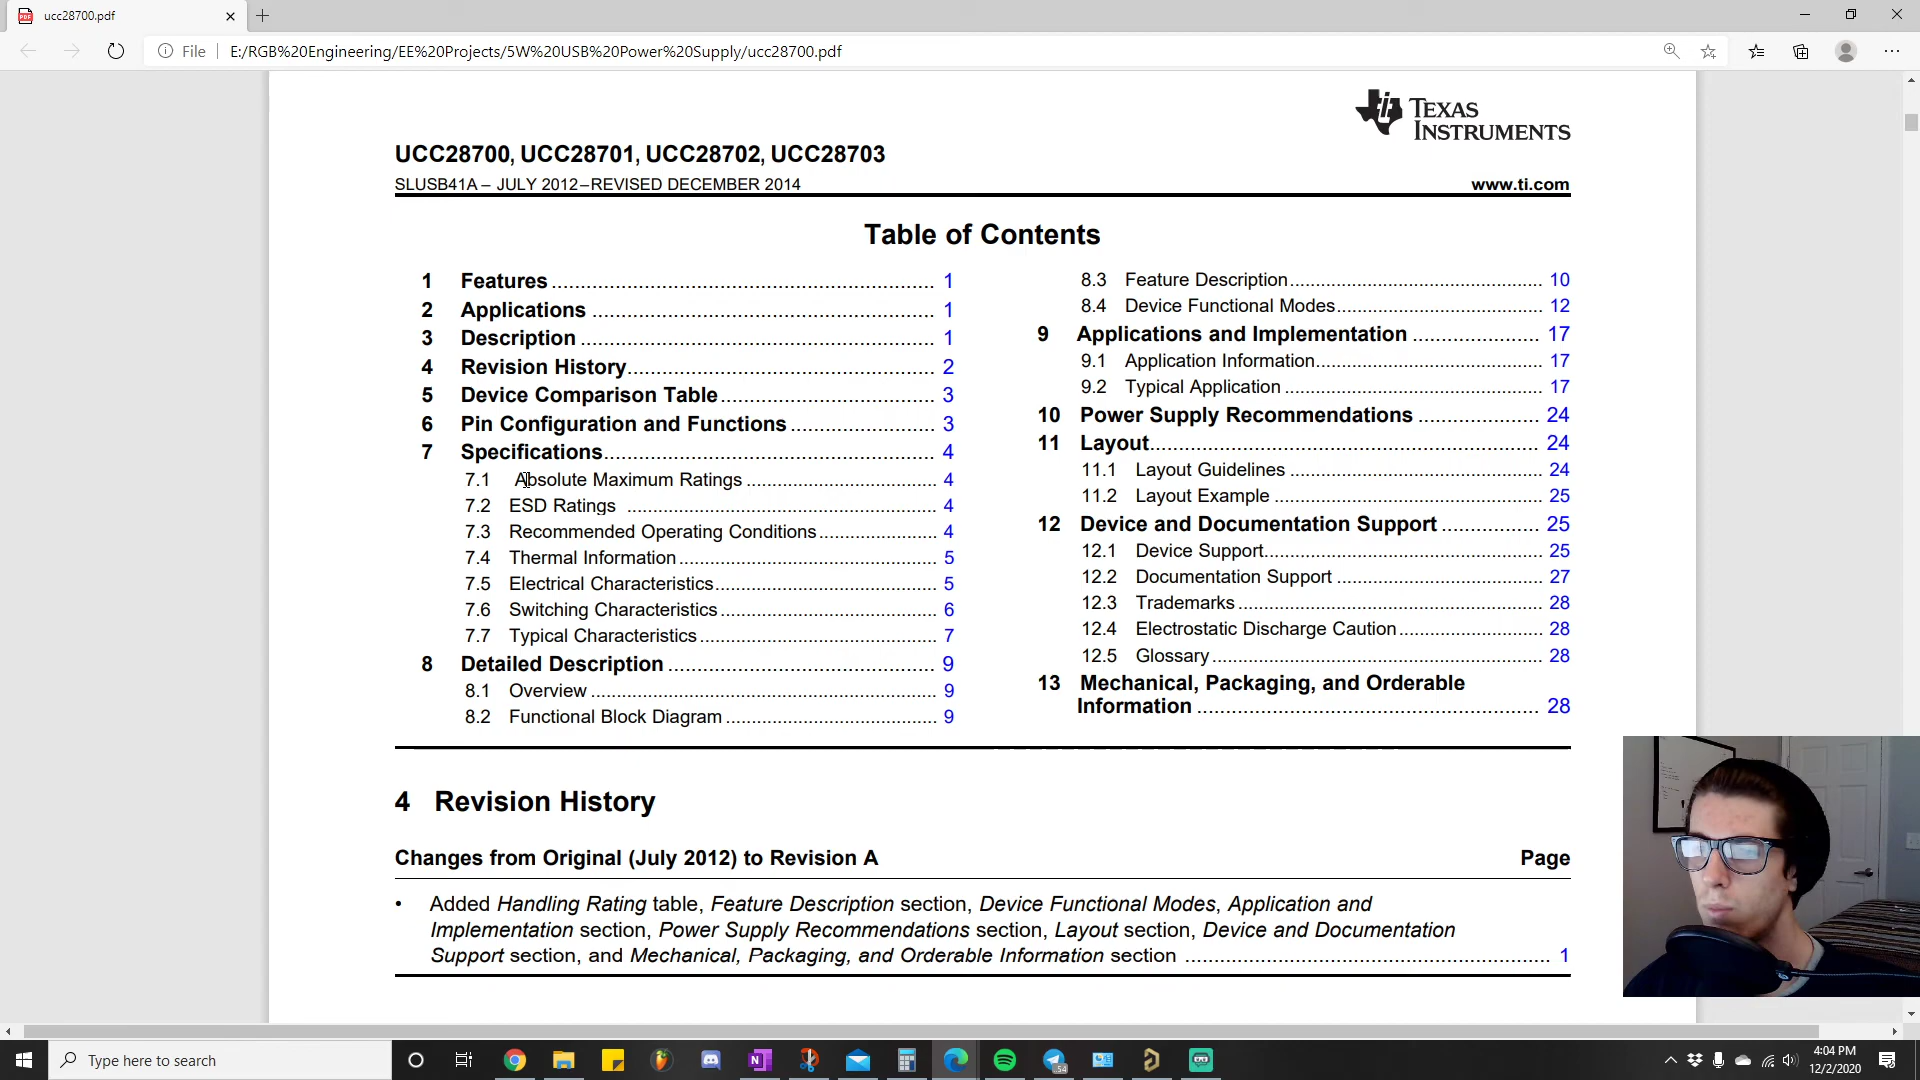 ucc28700.pdf
File
E:/RGB%20Engineering/EE%20Projects/5W%20USB%20Power%20Supply/ucc28700.pdf
TEXAS
INSTRUMENTS
UCC28700, UCC28701, UCC28702, UCC28703
SLUSB41A – JULY 2012–REVISED DECEMBER 2014
www.ti.com
Table of Contents
1 Features ........ 1
2 Applications ........ 1
3 Description ........ 1
4 Revision History ........ 2
5 Device Comparison Table ........ 3
6 Pin Configuration and Functions ........ 3
7 Specifications ........ 4
7.1 Absolute Maximum Ratings ........ 4
7.2 ESD Ratings ........ 4
7.3 Recommended Operating Conditions ........ 4
7.4 Thermal Information ........ 5
7.5 Electrical Characteristics ........ 5
7.6 Switching Characteristics ........ 6
7.7 Typical Characteristics ........ 7
8 Detailed Description ........ 9
8.1 Overview ........ 9
8.2 Functional Block Diagram ........ 9
8.3 Feature Description ........ 10
8.4 Device Functional Modes ........ 12
9 Applications and Implementation ........ 17
9.1 Application Information ........ 17
9.2 Typical Application ........ 17
10 Power Supply Recommendations ........ 24
11 Layout ........ 24
11.1 Layout Guidelines ........ 24
11.2 Layout Example ........ 25
12 Device and Documentation Support ........ 25
12.1 Device Support ........ 25
12.2 Documentation Support ........ 27
12.3 Trademarks ........ 28
12.4 Electrostatic Discharge Caution ........ 28
12.5 Glossary ........ 28
13 Mechanical, Packaging, and Orderable
Information ........ 28
4 Revision History
Changes from Original (July 2012) to Revision A
Page
• Added Handling Rating table, Feature Description section, Device Functional Modes, Application and
Implementation section, Power Supply Recommendations section, Layout section, Device and Documentation
Support section, and Mechanical, Packaging, and Orderable Information section ........ 1
Type here to search
4:04 PM
12/2/2020